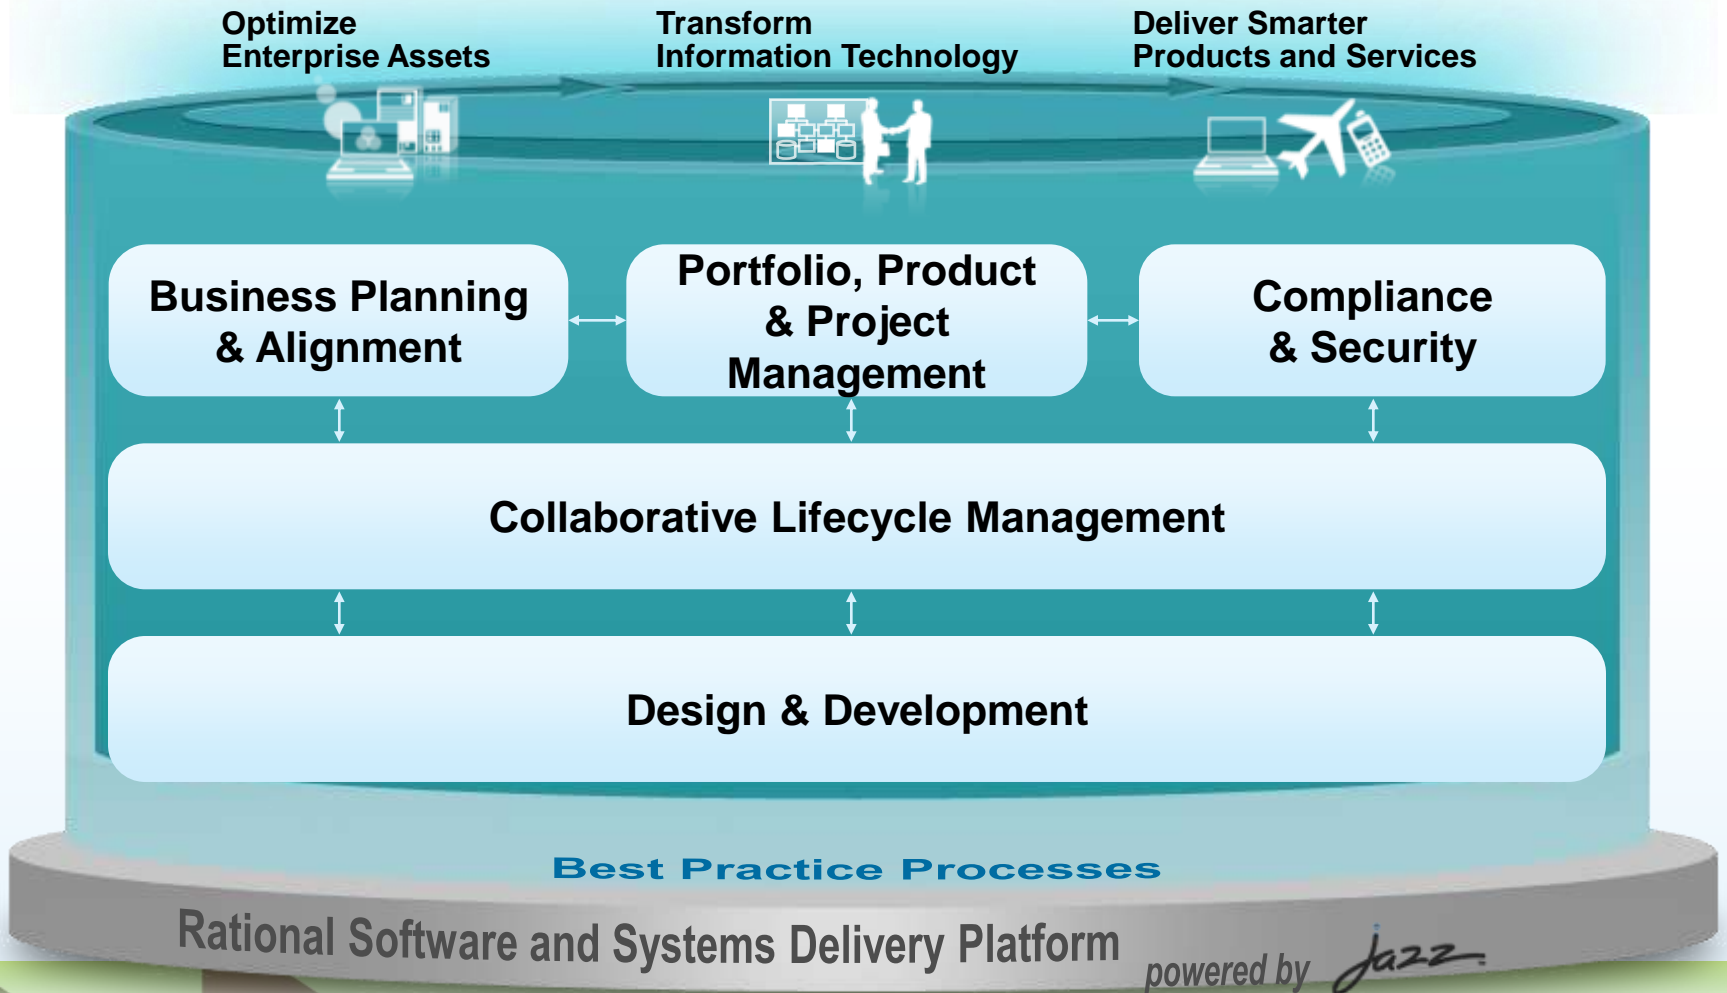 Optimize
Enterprise Assets
Transform
Information Technology
Deliver Smarter
Products and Services
Business Planning
& Alignment
Portfolio, Product
& Project
Management
Compliance
& Security
Collaborative Lifecycle Management
Design & Development
Best Practice Processes
Rational Software and Systems Delivery Platform
powered by jazz